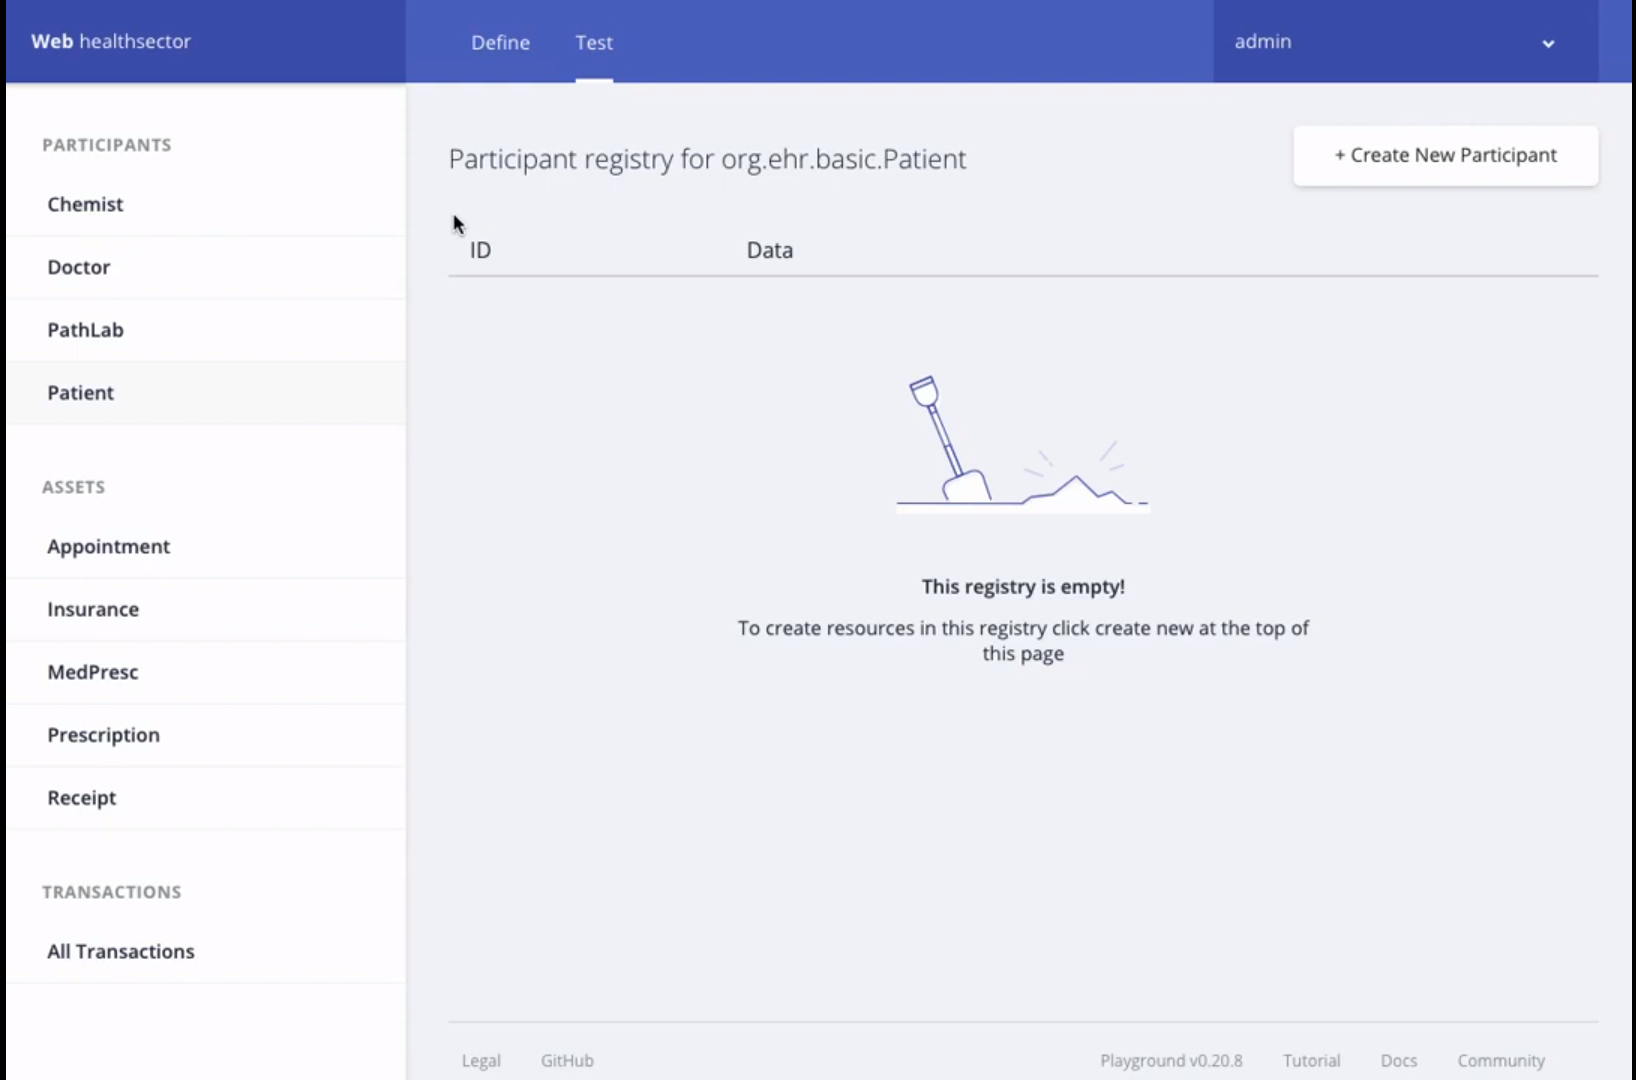 Web healthsector
Define
Test
admin
PARTICIPANTS
Chemist
Doctor
PathLab
Patient
ASSETS
Appointment
Insurance
MedPresc
Prescription
Receipt
TRANSACTIONS
All Transactions
Participant registry for org.ehr.basic.Patient
+ Create New Participant
ID
Data
This registry is empty!
To create resources in this registry click create new at the top of
this page
Legal
GitHub
Playground v0.20.8
Tutorial
Docs
Community